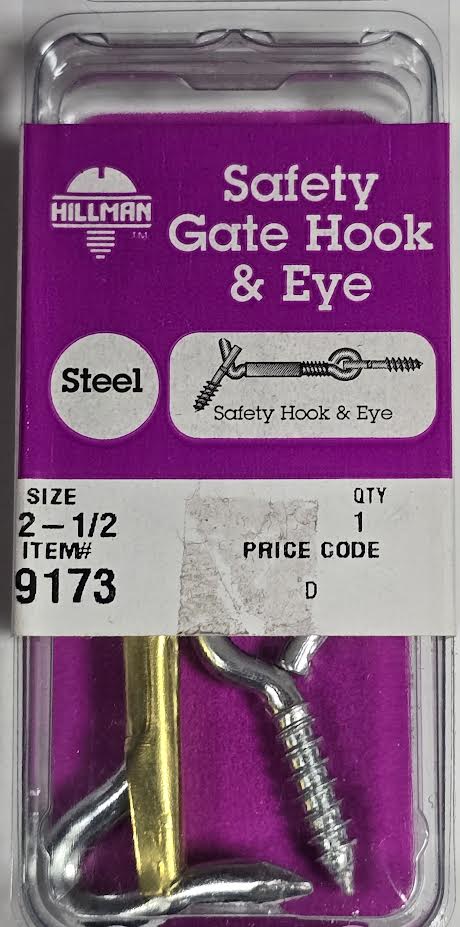 HILLMAN
TM
Safety
Gate Hook
& Eye
Steel
Safety Hook & Eye
SIZE
2-1/2
ITEM#
9173
QTY
1
PRICE CODE
D